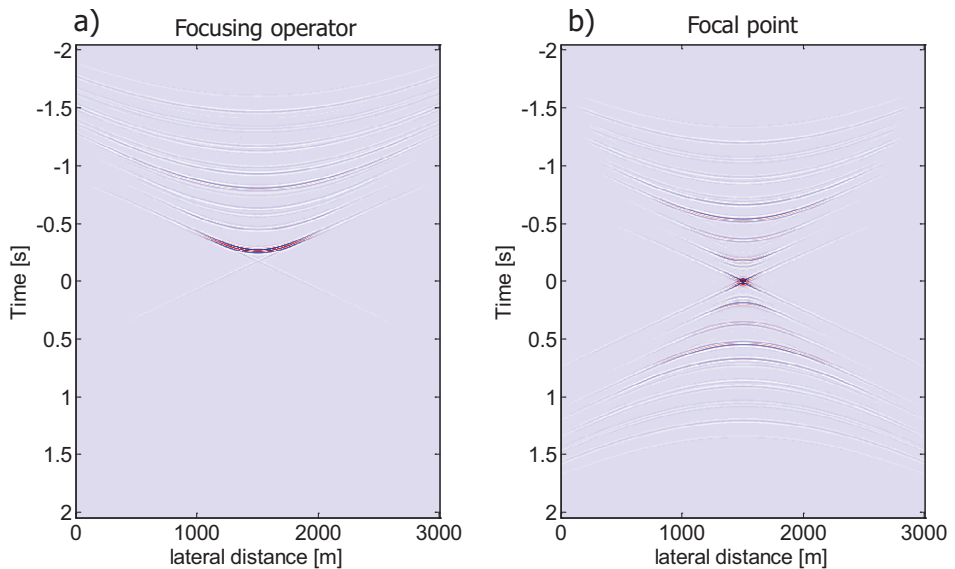 a) Focusing operator
-2
-1.5
-1
-0.5
0
0.5
1
1.5
2
Time [s]
0 1000 2000 3000
lateral distance [m]
b) Focal point
-2
-1.5
-1
-0.5
0
0.5
1
1.5
2
Time [s]
0 1000 2000 3000
lateral distance [m]